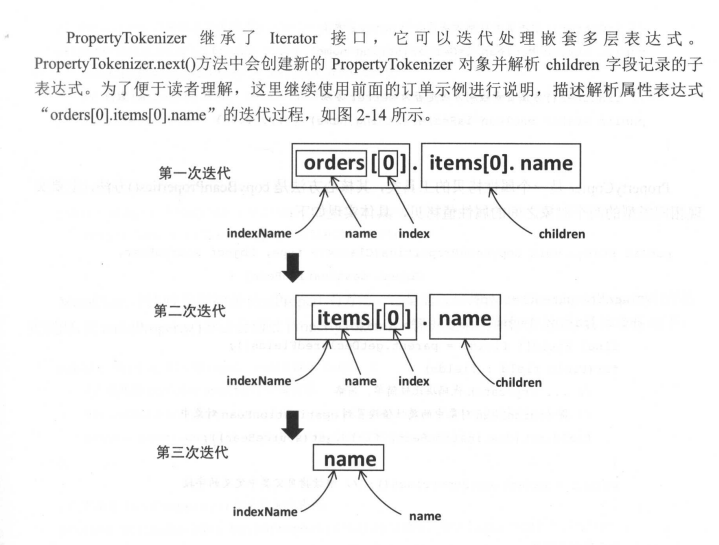 PropertyTokenizer 继承了 Iterator 接口，它可以迭代处理嵌套多层表达式。
PropertyTokenizer.next()方法中会创建新的 PropertyTokenizer 对象并解析 children 字段记录的子
表达式。为了便于读者理解，这里继续使用前面的订单示例进行说明，描述解析属性表达式
“orders[0].items[0].name”的迭代过程，如图 2-14 所示。
第一次迭代
orders[0].items[0].name
indexName name index children
第二次迭代
items[0].name
indexName name index children
第三次迭代
name
indexName name